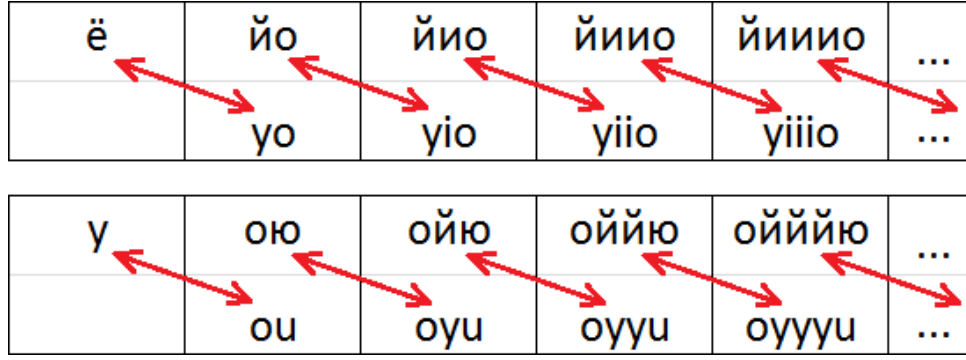 ё йо йио йиио йииио ...
yo yio yiio yiiio ...
у ою ойю оййю ойййю ...
ou oyu oyyu oyyyu ...